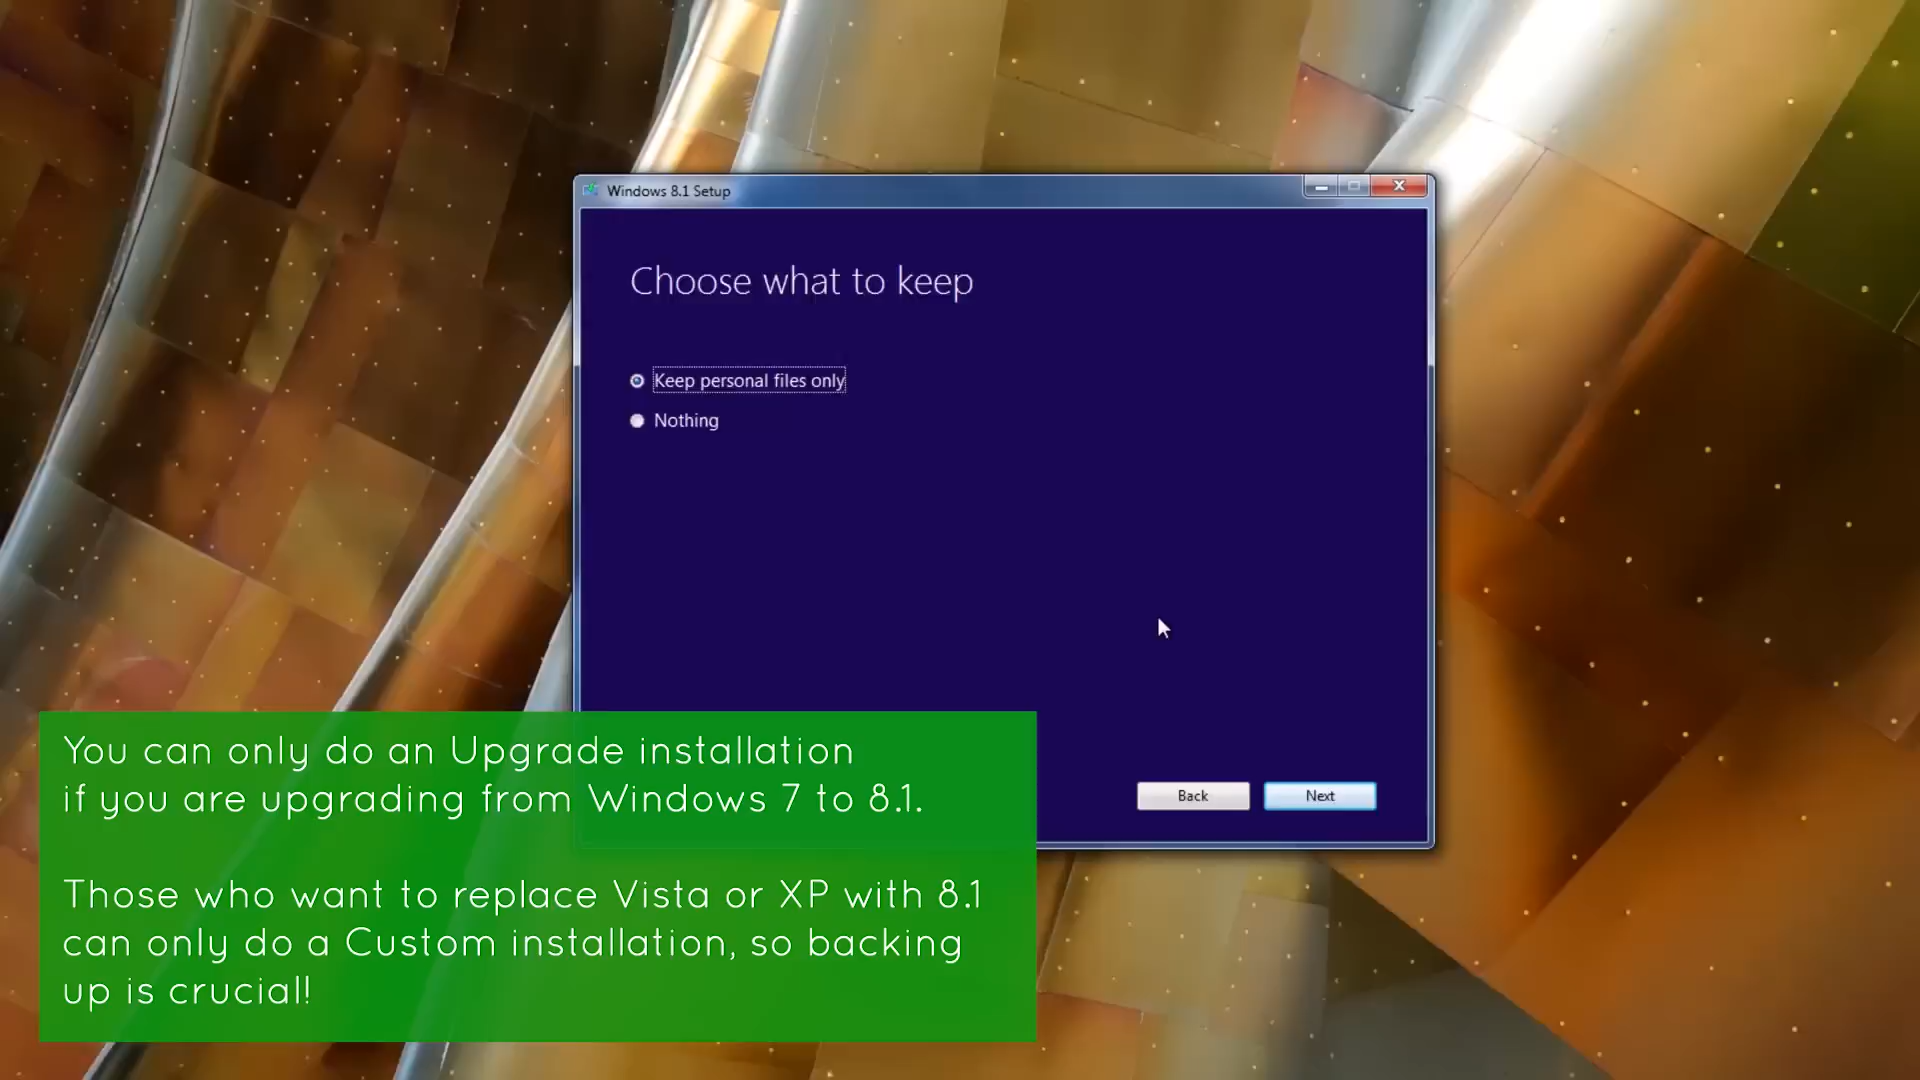 Windows 8.1 Setup
Choose what to keep
Keep personal files only
Nothing
Back
Next
You can only do an Upgrade installation
if you are upgrading from Windows 7 to 8.1.
Those who want to replace Vista or XP with 8.1
can only do a Custom installation, so backing
up is crucial!